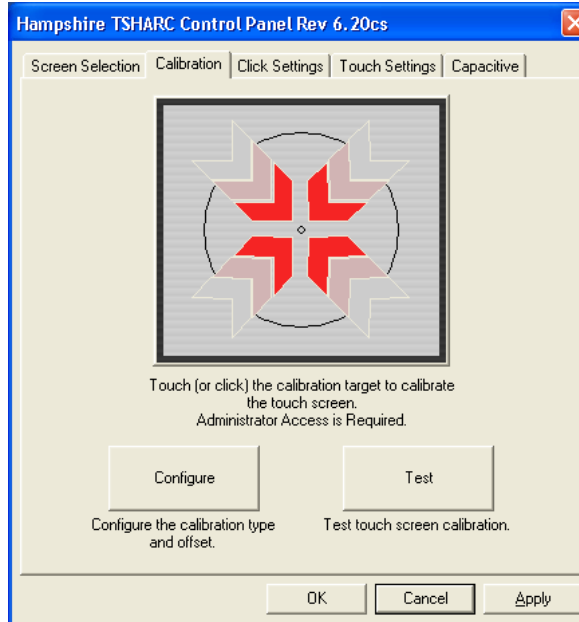 Hampshire TSHARC Control Panel Rev 6.20cs
Screen Selection Calibration Click Settings Touch Settings Capacitive
Touch (or click) the calibration target to calibrate
the touch screen.
Administrator Access is Required.
Configure
Test
Configure the calibration type
and offset.
Test touch screen calibration.
OK Cancel Apply